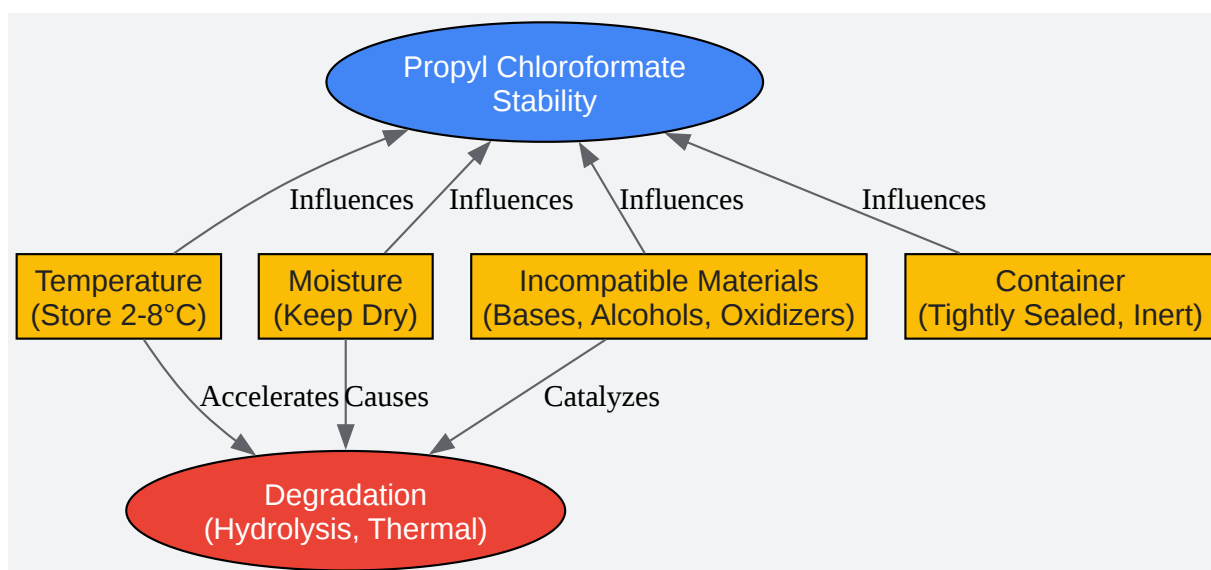 Propyl Chloroformate
Stability
Influences
Influences
Influences
Influences
Temperature
(Store 2-8°C)
Moisture
(Keep Dry)
Incompatible Materials
(Bases, Alcohols, Oxidizers)
Container
(Tightly Sealed, Inert)
Accelerates
Causes
Catalyzes
Degradation
(Hydrolysis, Thermal)